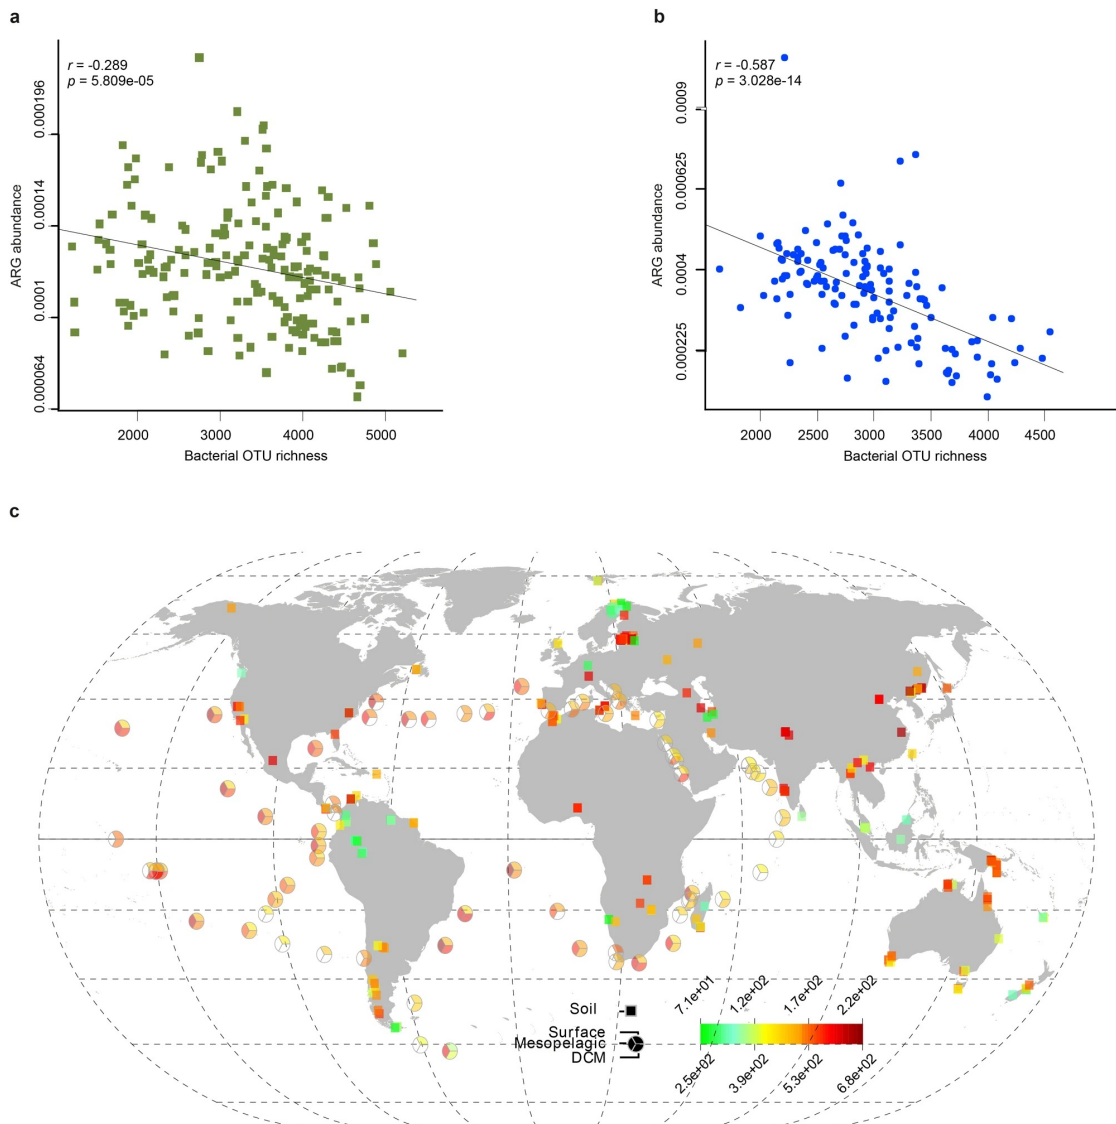 a
r = -0.289
p = 5.809e-05
ARG abundance
0.000196
0.00014
0.0001
0.000064
2000 3000 4000 5000
Bacterial OTU richness
b
r = -0.587
p = 3.028e-14
ARG abundance
0.0009
0.000625
0.0004
0.000225
2000 2500 3000 3500 4000 4500
Bacterial OTU richness
c
Soil
Surface
Mesopelagic
DCM
7.1e+01 1.2e+02 1.7e+02 2.2e+02
2.5e+02 3.9e+02 5.3e+02 6.8e+02